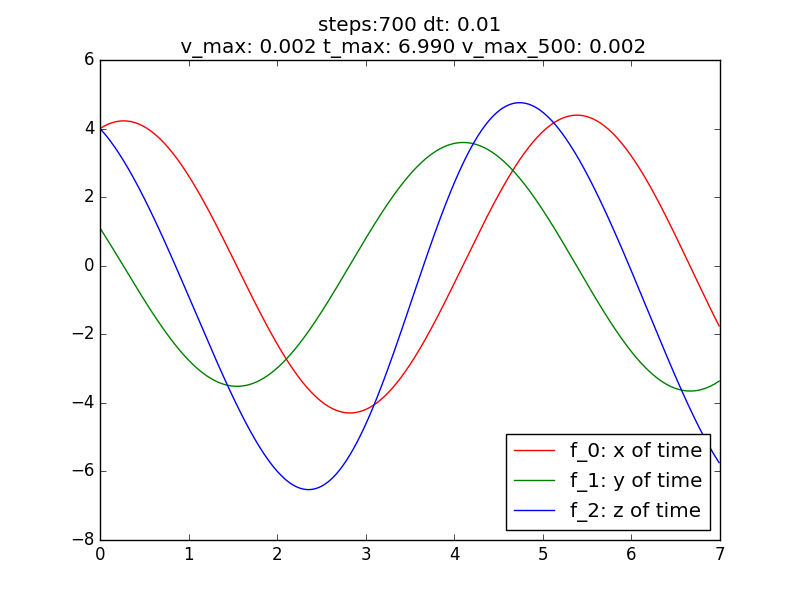 steps:700 dt: 0.01
v_max: 0.002 t_max: 6.990 v_max_500: 0.002
6
4
2
0
−2
−4
−6
−8
0 1 2 3 4 5 6 7
f_0: x of time
f_1: y of time
f_2: z of time